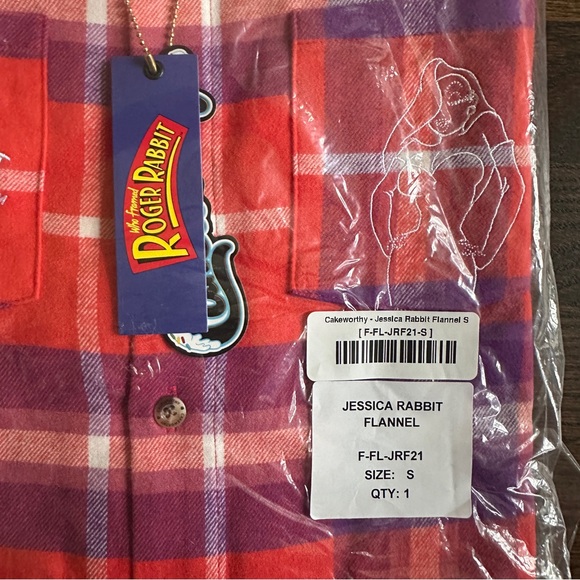 Who Framed
ROGER RABBIT
Cakeworthy - Jessica Rabbit Flannel S
[ F-FL-JRF21-S ]
JESSICA RABBIT
FLANNEL
F-FL-JRF21
SIZE: S
QTY: 1